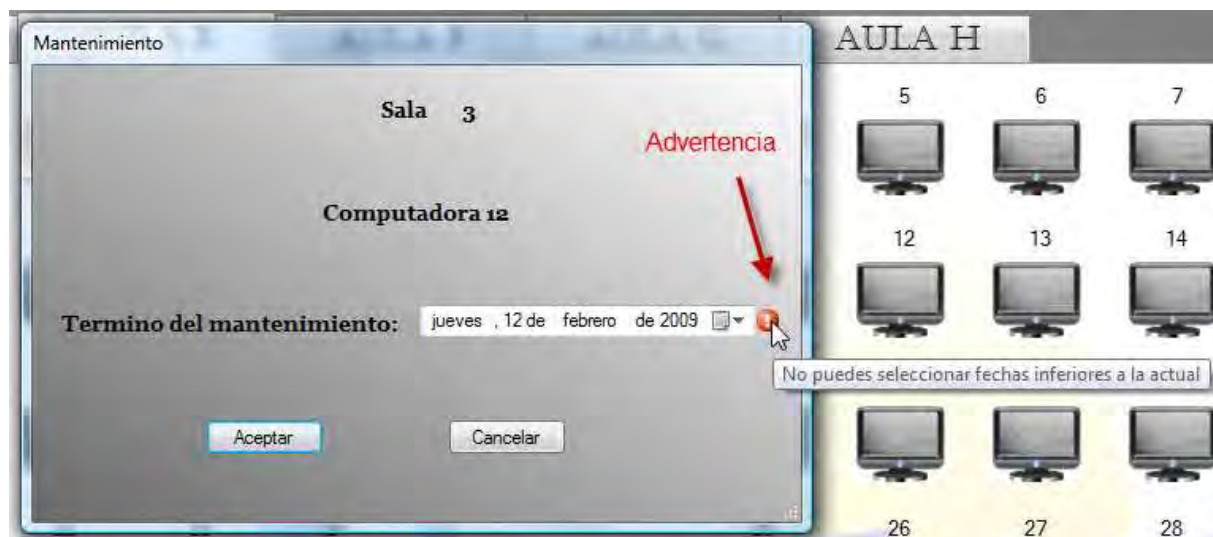 Mantenimiento
AULA H
Sala 3
Advertencia
Computadora 12
Termino del mantenimiento: jueves , 12 de febrero de 2009
No puedes seleccionar fechas inferiores a la actual
Aceptar Cancelar
5 6 7
12 13 14
26 27 28